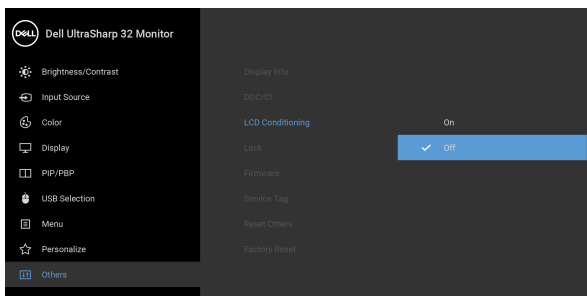 DELL Dell UltraSharp 32 Monitor
Brightness/Contrast
Input Source
Color
Display
PIP/PBP
USB Selection
Menu
Personalize
Others
Display Info
DDC/CI
LCD Conditioning
Lock
Firmware
Service Tag
Reset Others
Factory Reset
On
Off